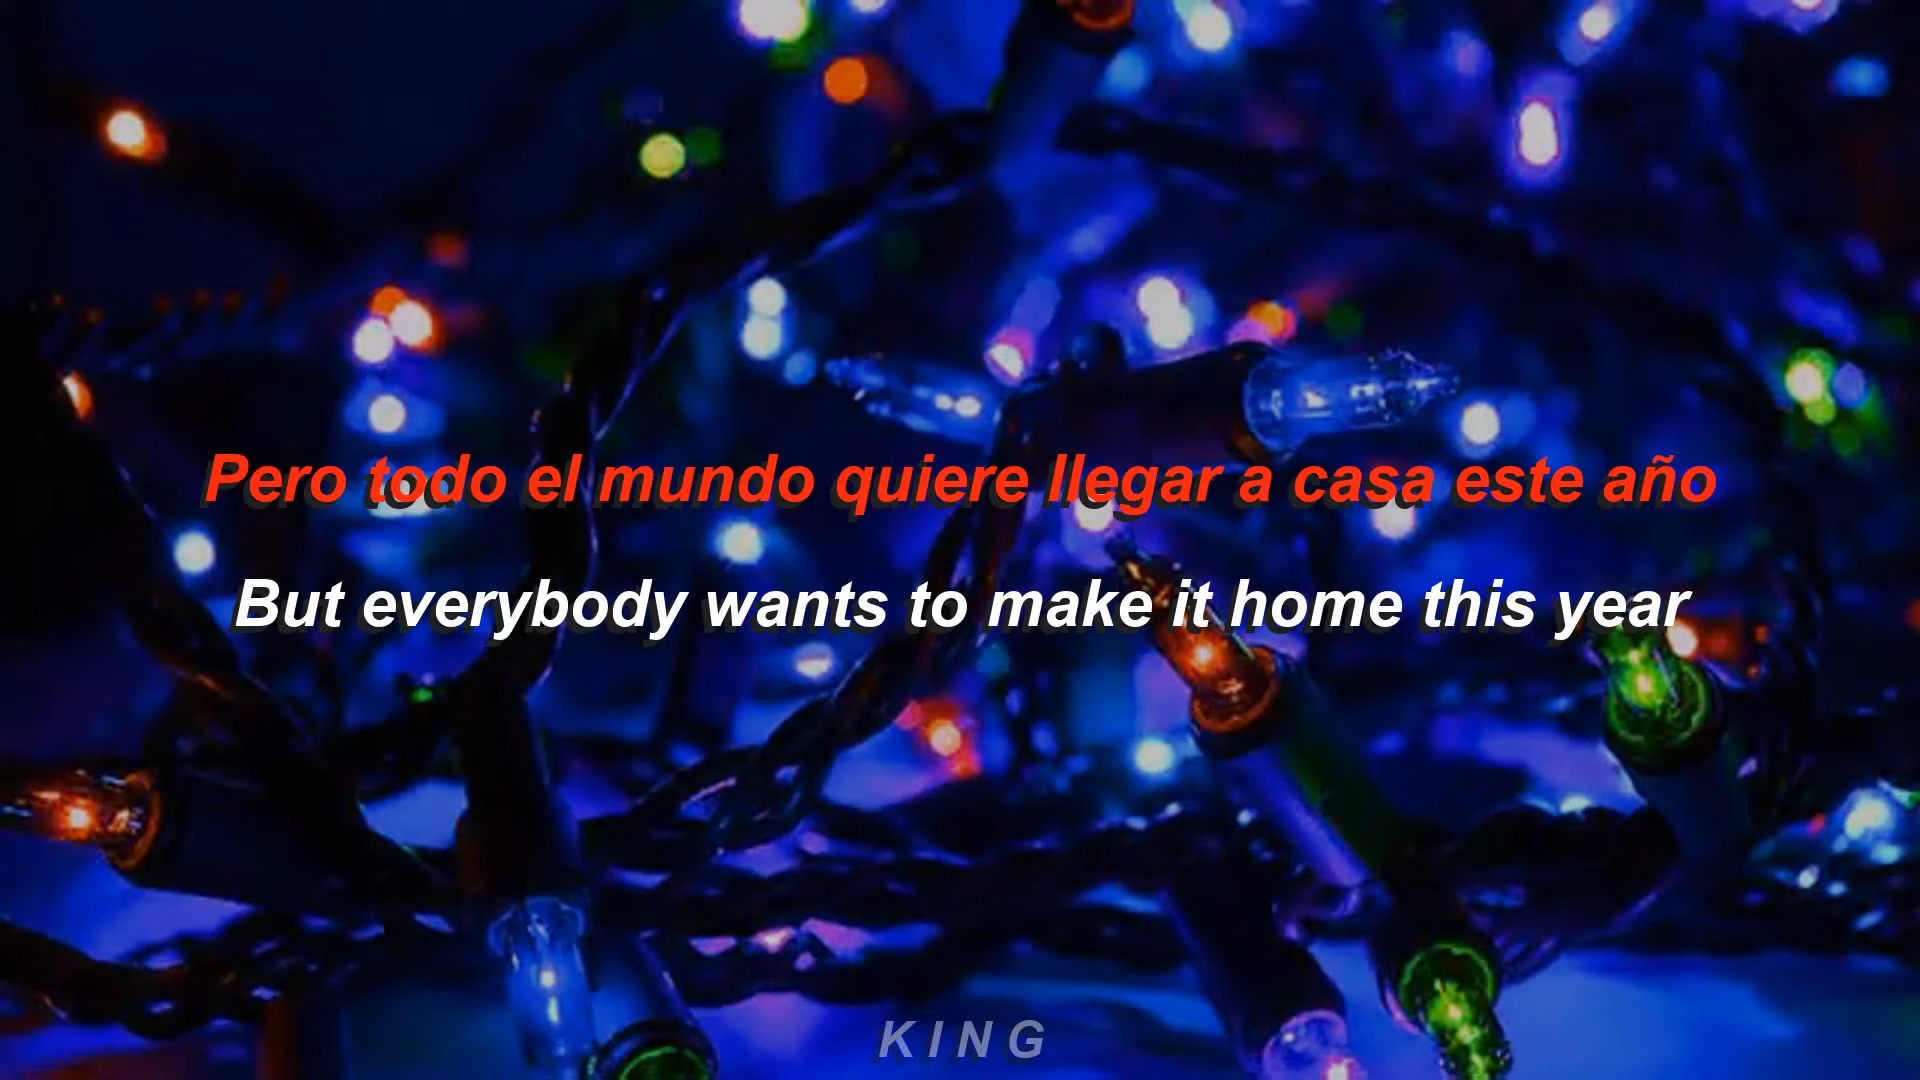 Pero todo el mundo quiere llegar a casa este año
But everybody wants to make it home this year
KING